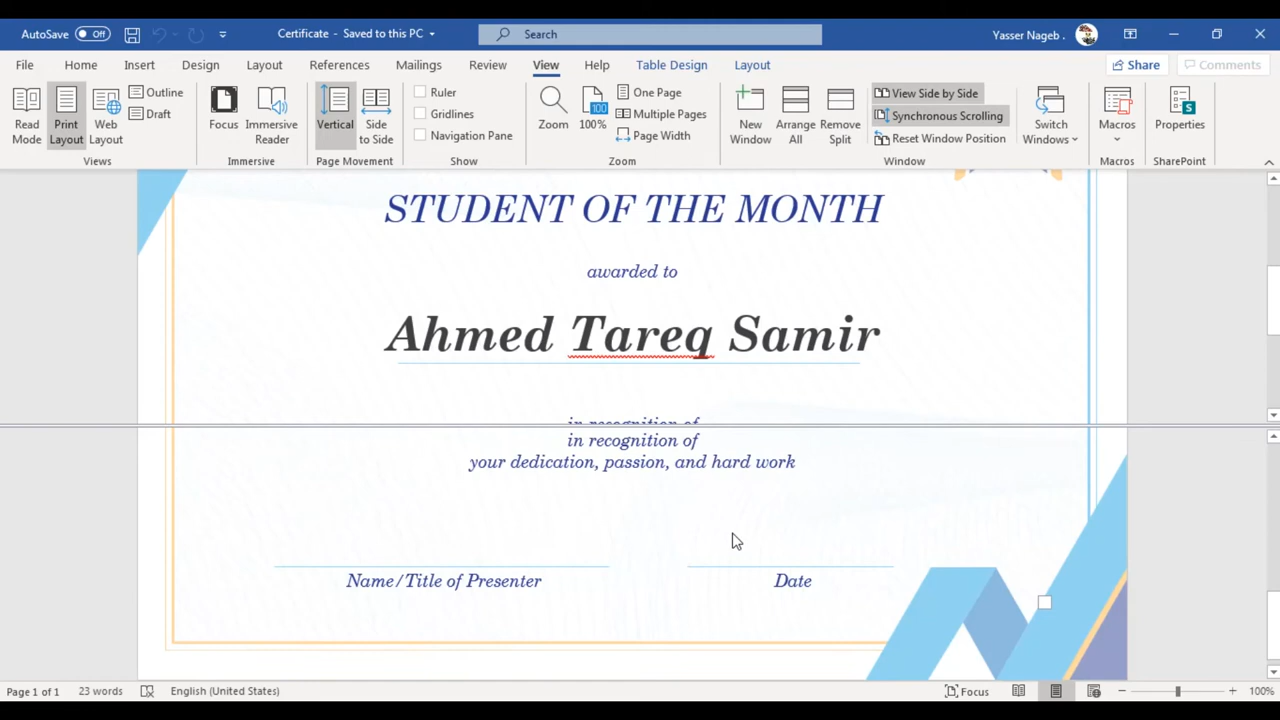 AutoSave Off Certificate - Saved to this PC Search Yasser Nageb .
File Home Insert Design Layout References Mailings Review View Help Table Design Layout Share Comments
Read Mode
Print Layout
Web Layout
Outline
Draft
Views
Focus
Immersive Reader
Immersive
Vertical
Side to Side
Page Movement
Ruler
Gridlines
Navigation Pane
Show
Zoom
100
100%
One Page
Multiple Pages
Page Width
Zoom
New Window
Arrange All
Remove Split
View Side by Side
Synchronous Scrolling
Reset Window Position
Window
Switch Windows
Macros
Macros
S
Properties
SharePoint
STUDENT OF THE MONTH
awarded to
Ahmed Tareq Samir
in recognition of
in recognition of
your dedication, passion, and hard work
Name/Title of Presenter Date
Page 1 of 1 23 words English (United States) Focus 100%